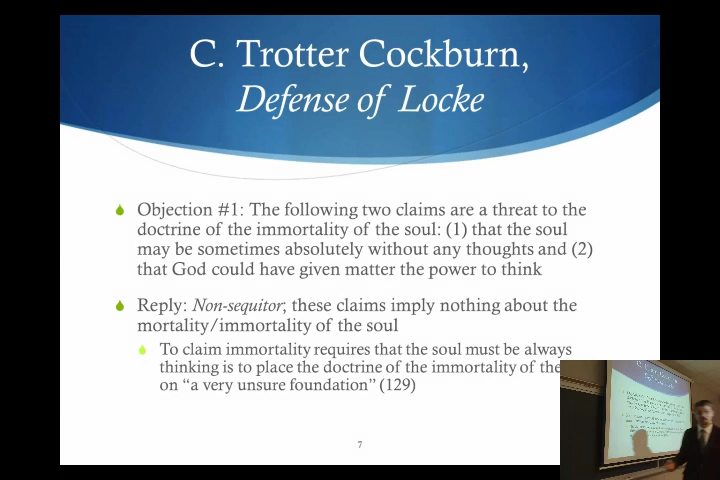 C. Trotter Cockburn,
Defense of Locke
Objection #1: The following two claims are a threat to the
doctrine of the immortality of the soul: (1) that the soul
may be sometimes absolutely without any thoughts and (2)
that God could have given matter the power to think
Reply: Non-sequitor; these claims imply nothing about the
mortality/immortality of the soul
To claim immortality requires that the soul must be always
thinking is to place the doctrine of the immortality of the
on “a very unsure foundation” (129)
7